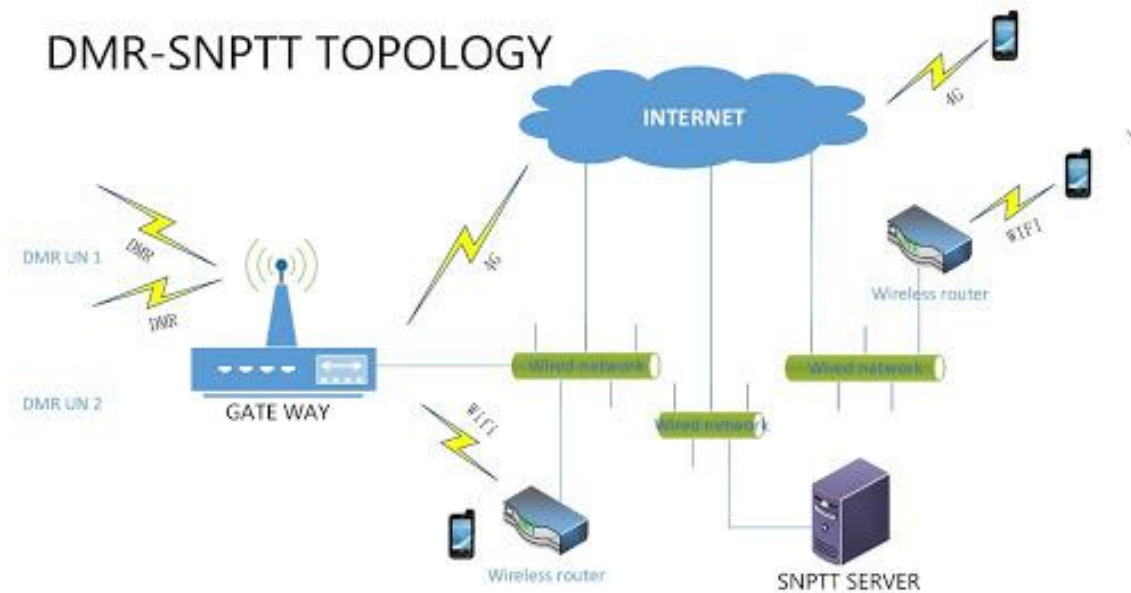 DMR-SNPTT TOPOLOGY
INTERNET
4G
WIFI
DMR
DMR UN 1
DMR
4G
Wireless router
Wired network
Wired network
DMR UN 2
GATE WAY
Wifi
Wired network
Wireless router
SNPTT SERVER